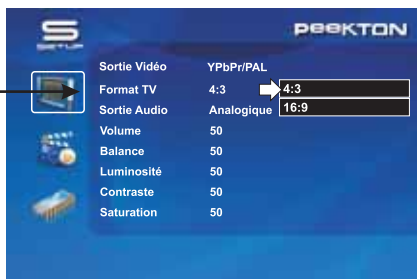 S
SETUP
PEEKTON
Sortie Vidéo YPbPr/PAL
Format TV 4:3 4:3
Sortie Audio Analogique 16:9
Volume 50
Balance 50
Luminosité 50
Contraste 50
Saturation 50